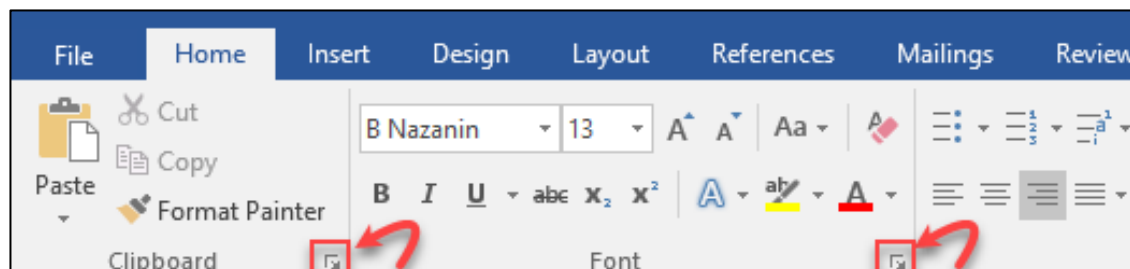 File Home Insert Design Layout References Mailings Review
Cut
B Nazanin 13 A A Aa A
Copy
Paste
B I U abc X₂ X² A ab A
Format Painter
Clipboard Font